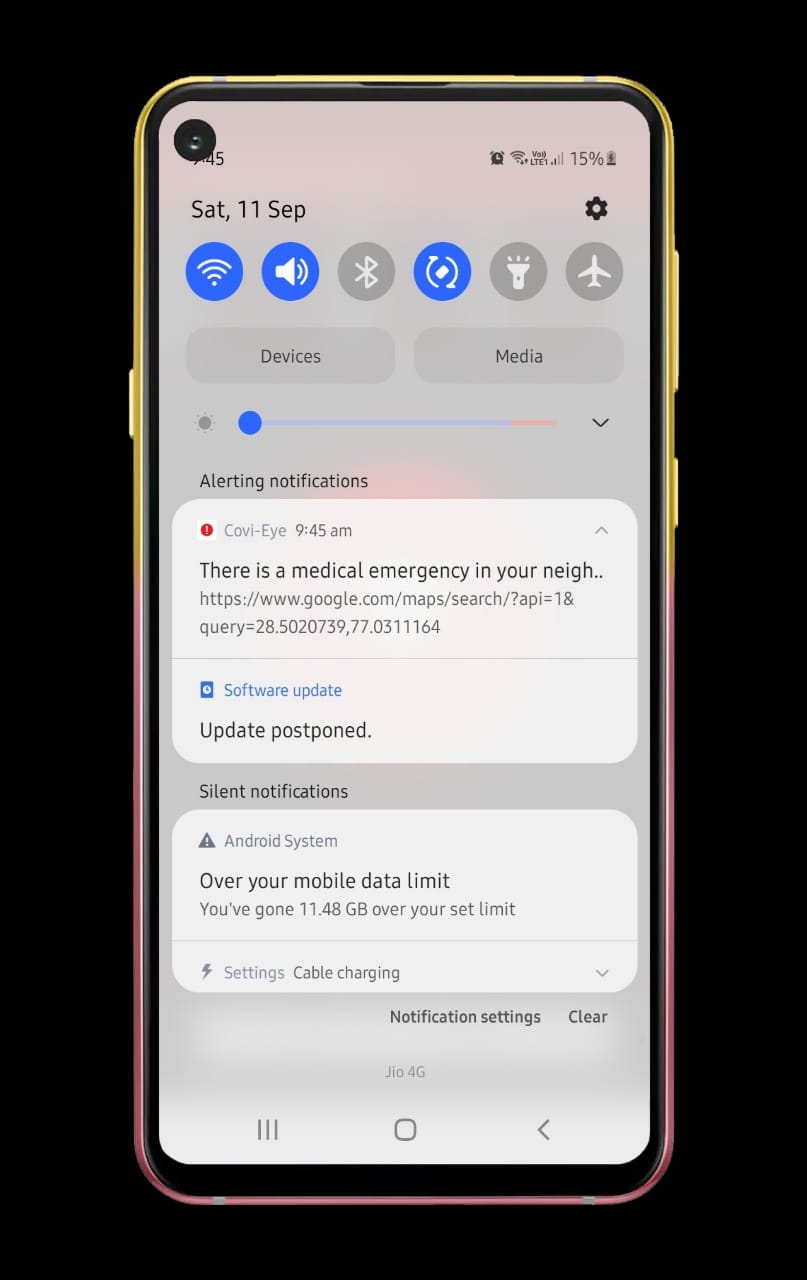 :45 Vo)) LTE1 15%
Sat, 11 Sep
Devices Media
Alerting notifications
Covi-Eye 9:45 am
There is a medical emergency in your neigh..
https://www.google.com/maps/search/?api=1&
query=28.5020739,77.0311164
Software update
Update postponed.
Silent notifications
Android System
Over your mobile data limit
You've gone 11.48 GB over your set limit
Settings Cable charging
Notification settings Clear
Jio 4G